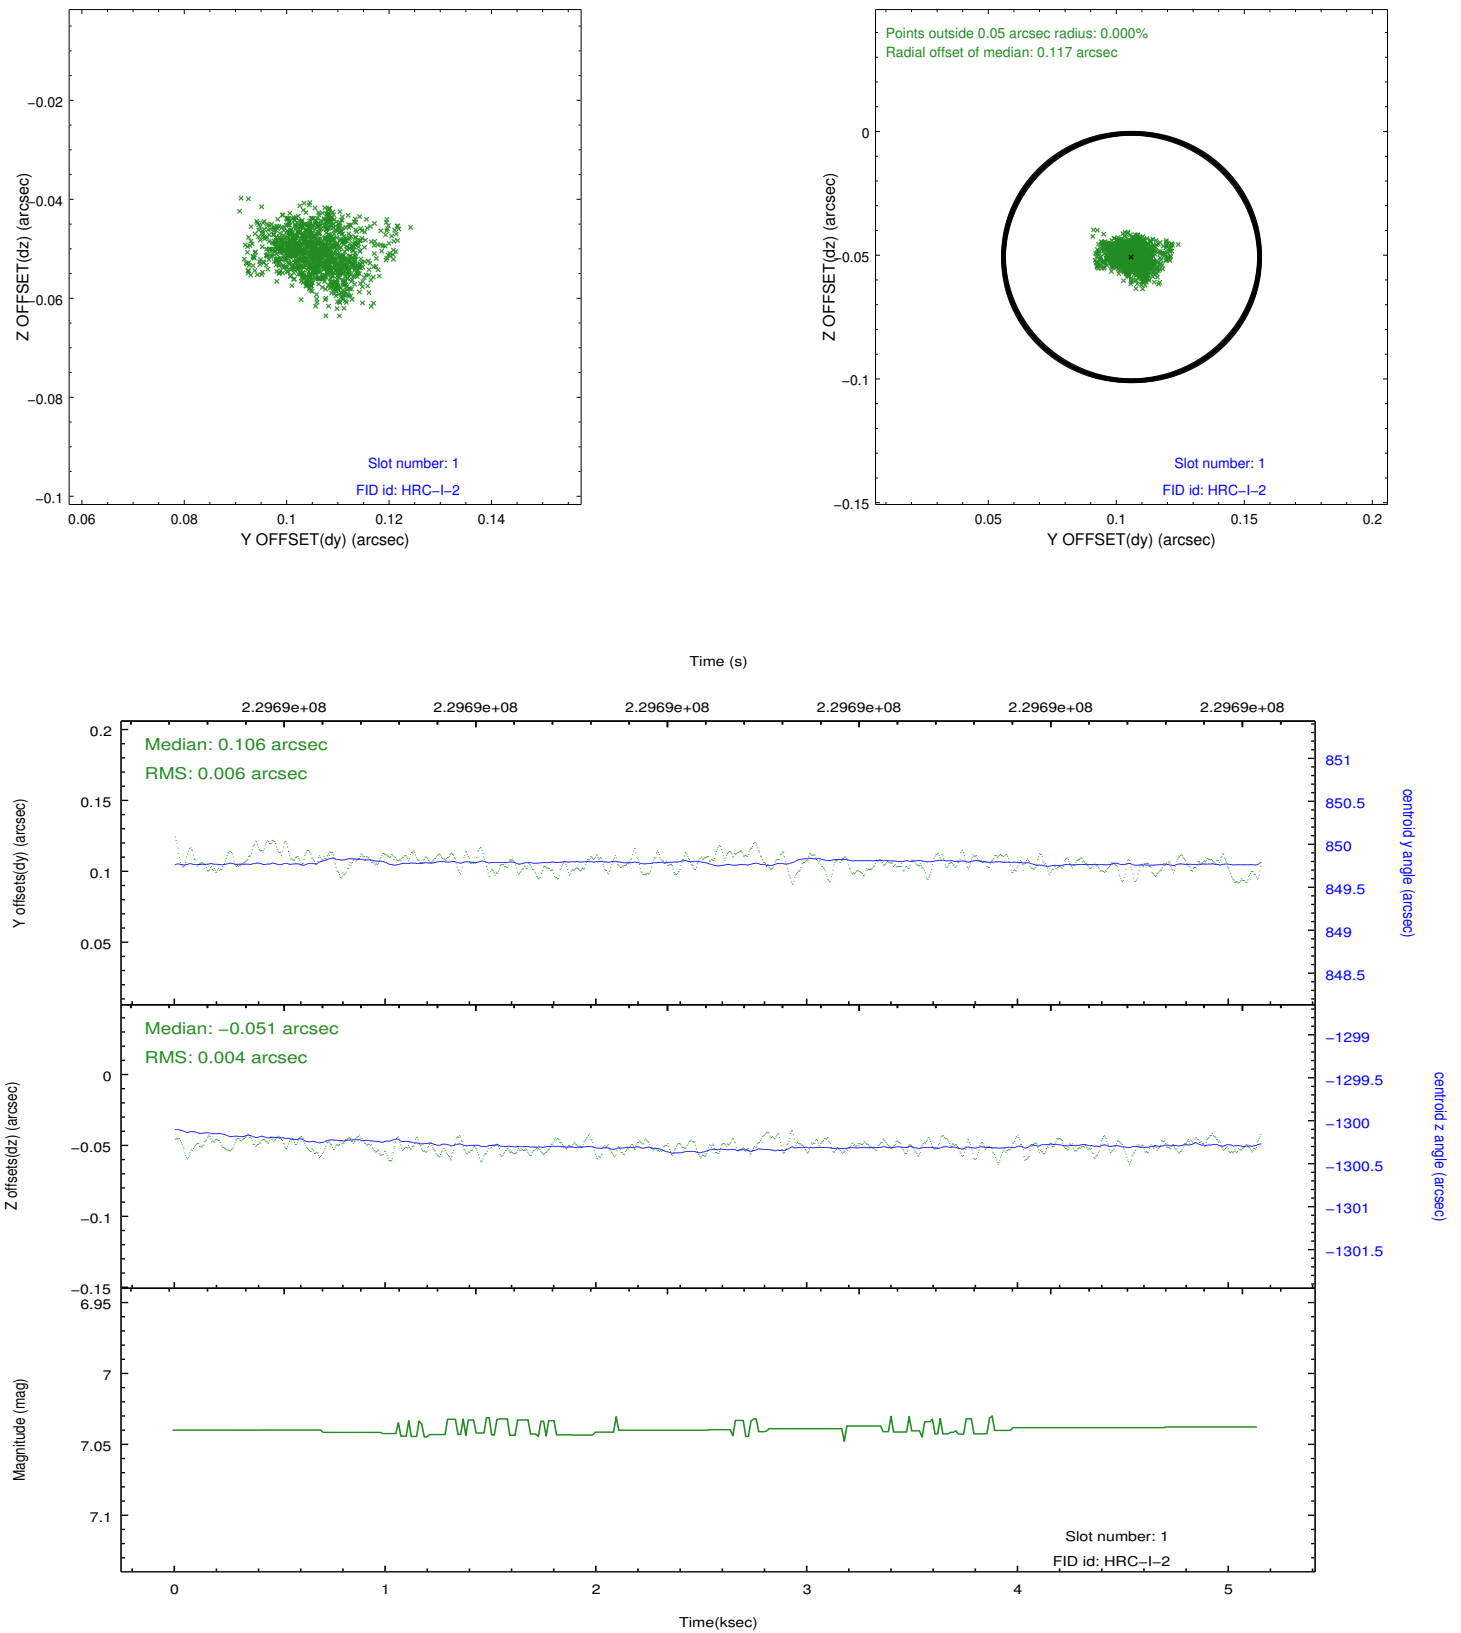 −0.02
−0.04
−0.06
−0.08
−0.1
Z OFFSET(dz) (arcsec)
Slot number: 1
FID id: HRC−I−2
0.06
0.08
0.1
0.12
0.14
Y OFFSET(dy) (arcsec)
Points outside 0.05 arcsec radius: 0.000%
Radial offset of median: 0.117 arcsec
0
−0.05
−0.1
−0.15
Z OFFSET(dz) (arcsec)
Slot number: 1
FID id: HRC−I−2
0.05
0.1
0.15
0.2
Y OFFSET(dy) (arcsec)
Time (s)
2.2969e+08
2.2969e+08
2.2969e+08
2.2969e+08
2.2969e+08
2.2969e+08
Median: 0.106 arcsec
RMS: 0.006 arcsec
0.2
0.15
0.1
0.05
Y offsets(dy) (arcsec)
851
850.5
850
849.5
849
848.5
centroid y angle (arcsec)
Median: −0.051 arcsec
RMS: 0.004 arcsec
0
−0.05
−0.1
−0.15
Z offsets(dz) (arcsec)
−1299
−1299.5
−1300
−1300.5
−1301
−1301.5
centroid z angle (arcsec)
6.95
7
7.05
7.1
Magnitude (mag)
Slot number: 1
FID id: HRC−I−2
0
1
2
3
4
5
Time(ksec)